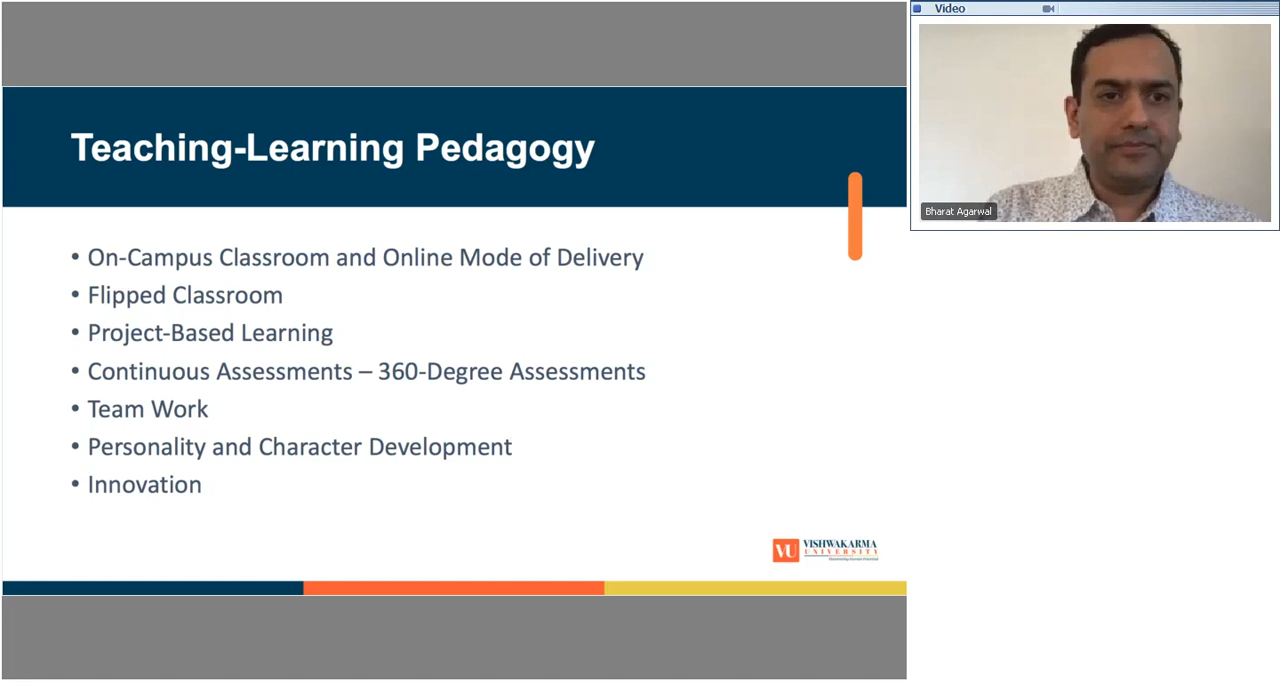 Teaching-Learning Pedagogy
• On-Campus Classroom and Online Mode of Delivery
• Flipped Classroom
• Project-Based Learning
• Continuous Assessments – 360-Degree Assessments
• Team Work
• Personality and Character Development
• Innovation
VU
VISHWAKARMA
UNIVERSITY
Video
Bharat Agarwal